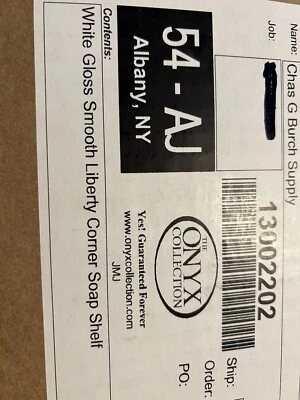 Name: Chas G Burch Supply
Job:
54 - AJ
Albany, NY
13002202
THE
ONYX
COLLECTION
Yes! Guaranteed Forever
www.onyxcollection.com
JMJ
Ship:
Order:
PO:
Contents:
White Gloss Smooth Liberty Corner Soap Shelf